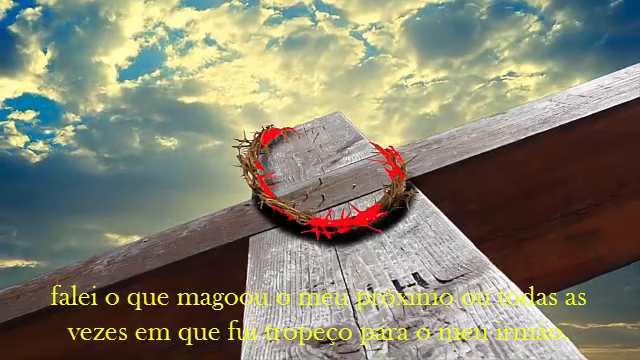 falei o que magoou o meu próximo ou todas as
vezes em que fui tropeço para o meu irmão.